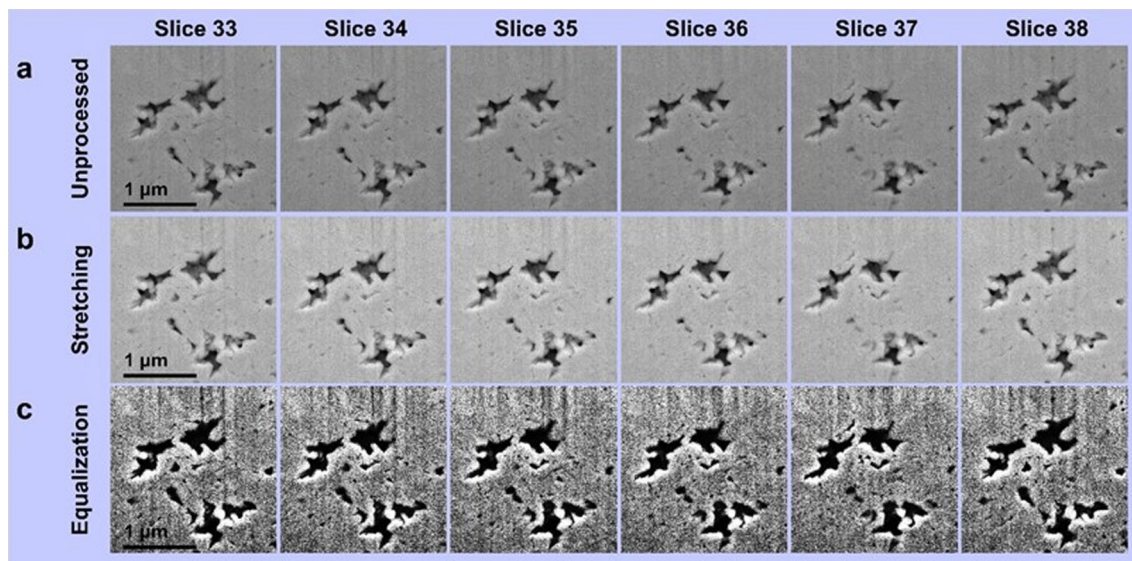 Slice 33 Slice 34 Slice 35 Slice 36 Slice 37 Slice 38
a
Unprocessed
1 µm
b
Stretching
1 µm
c
Equalization
1 µm